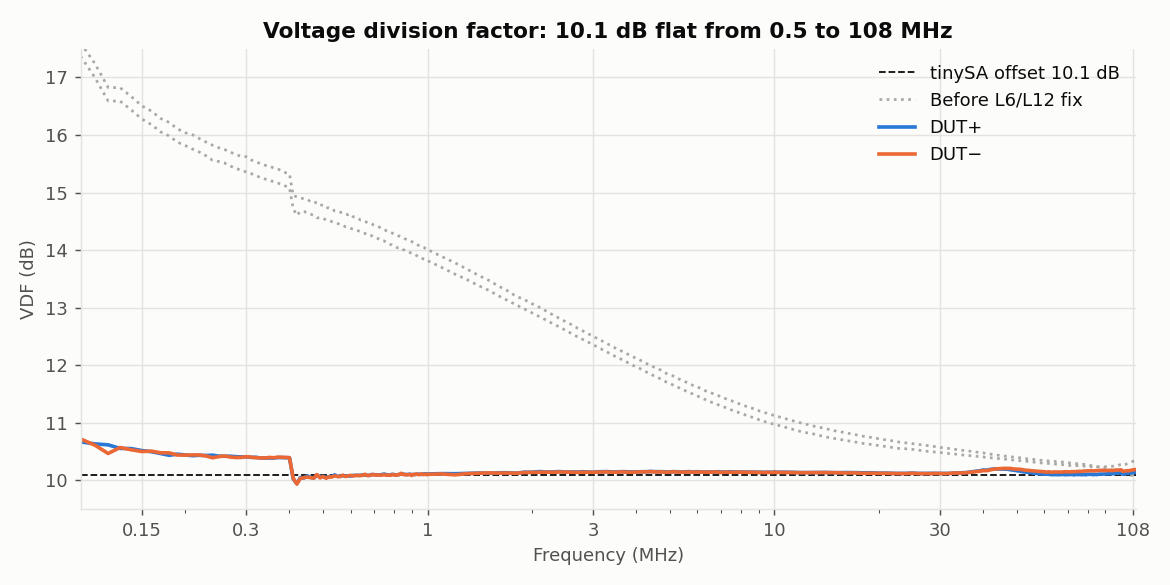 Voltage division factor: 10.1 dB flat from 0.5 to 108 MHz
tinySA offset 10.1 dB
Before L6/L12 fix
DUT+
DUT−
VDF (dB)
17
16
15
14
13
12
11
10
0.15 0.3 1 3 10 30 108
Frequency (MHz)